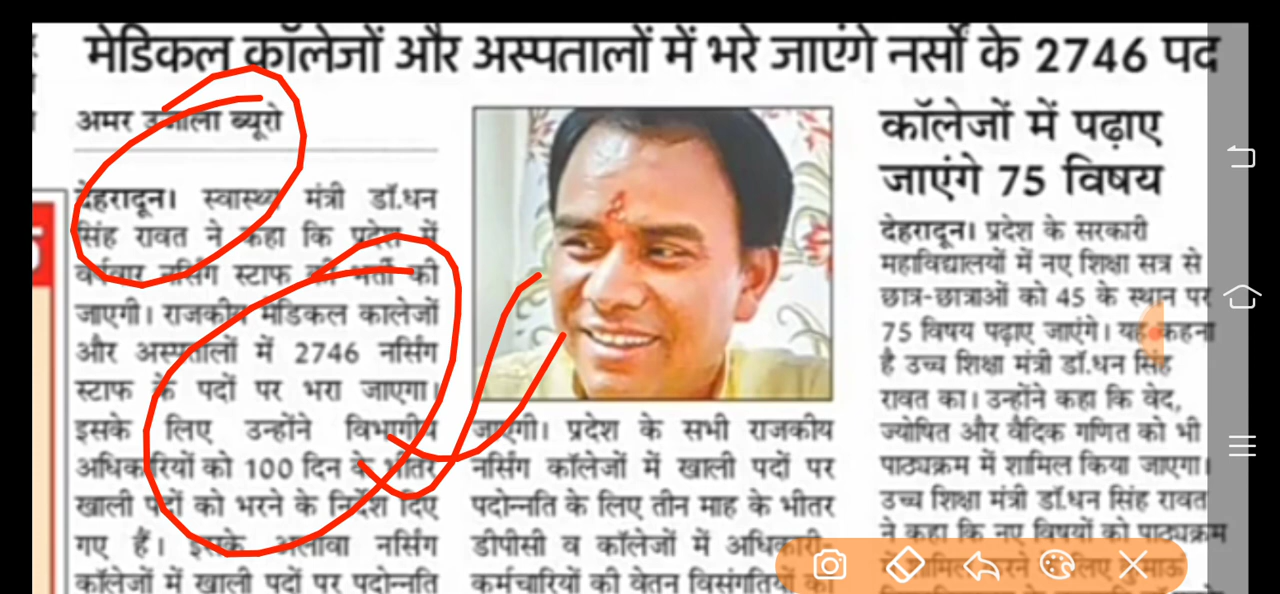 मेडिकल कॉलेजों और अस्पतालों में भरे जाएंगे नर्सों के 2746 पद
अमर उजाला ब्यूरो
देहरादून। स्वास्थ्य मंत्री डॉ.धन
सिंह रावत ने कहा कि प्रदेश में
वर्षवार नर्सिंग स्टाफ की भर्ती की
जाएगी। राजकीय मेडिकल कालेजों
और अस्पतालों में 2746 नर्सिंग
स्टाफ के पदों पर भरा जाएगा।
इसके लिए उन्होंने विभागीय
अधिकारियों को 100 दिन के भीतर
खाली पदों को भरने के निर्देश दिए
गए हैं। इसके अलावा नर्सिंग
कॉलेजों में खाली पदों पर पदोन्नति
जाएगी। प्रदेश के सभी राजकीय
नर्सिंग कॉलेजों में खाली पदों पर
पदोन्नति के लिए तीन माह के भीतर
डीपीसी व कॉलेजों में अधिकारी-
कर्मचारियों की वेतन विसंगतियों को
कॉलेजों में पढ़ाए
जाएंगे 75 विषय
देहरादून। प्रदेश के सरकारी
महाविद्यालयों में नए शिक्षा सत्र से
छात्र-छात्राओं को 45 के स्थान पर
75 विषय पढ़ाए जाएंगे। यह कहना
है उच्च शिक्षा मंत्री डॉ.धन सिंह
रावत का। उन्होंने कहा कि वेद,
ज्योषित और वैदिक गणित को भी
पाठ्यक्रम में शामिल किया जाएगा।
उच्च शिक्षा मंत्री डॉ.धन सिंह रावत
ने कहा कि नए विषयों को पाठ्यक्रम
में शामिल करने के लिए कुमाऊं